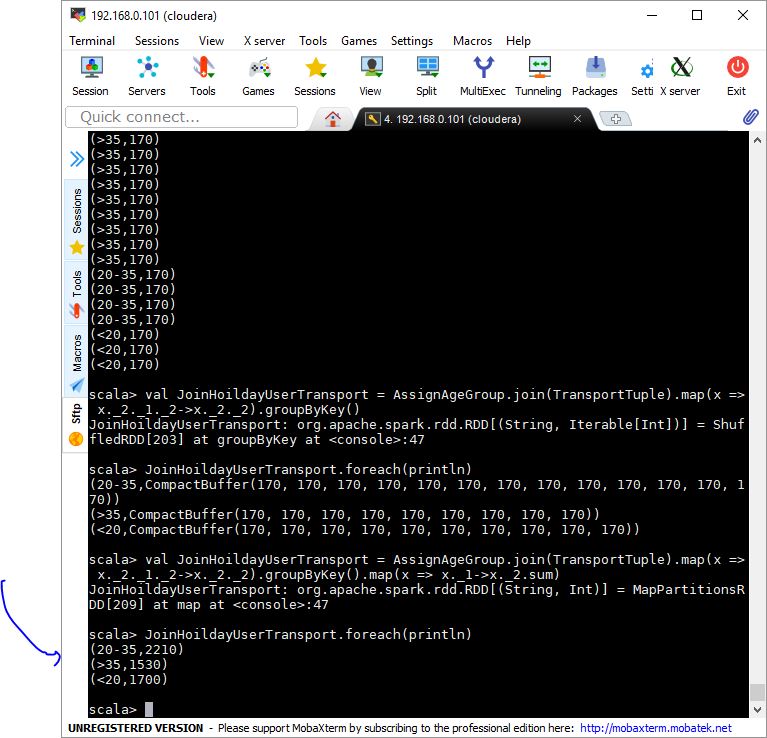 192.168.0.101 (cloudera)
Terminal Sessions View X server Tools Games Settings Macros Help
Session Servers Tools Games Sessions View Split MultiExec Tunneling Packages Setti X server Exit
Quick connect...
4. 192.168.0.101 (cloudera)
Sessions
Tools
Macros
Sftp
(>35,170)
(>35,170)
(>35,170)
(>35,170)
(>35,170)
(>35,170)
(>35,170)
(>35,170)
(>35,170)
(20-35,170)
(20-35,170)
(20-35,170)
(20-35,170)
(<20,170)
(<20,170)
(<20,170)
scala> val JoinHoildayUserTransport = AssignAgeGroup.join(TransportTuple).map(x =>
x._2._1._2->x._2._2).groupByKey()
JoinHoildayUserTransport: org.apache.spark.rdd.RDD[(String, Iterable[Int])] = Shuf
fledRDD[203] at groupByKey at <console>:47
scala> JoinHoildayUserTransport.foreach(println)
(20-35,CompactBuffer(170, 170, 170, 170, 170, 170, 170, 170, 170, 170, 170, 170, 1
70))
(>35,CompactBuffer(170, 170, 170, 170, 170, 170, 170, 170, 170))
(<20,CompactBuffer(170, 170, 170, 170, 170, 170, 170, 170, 170, 170))
scala> val JoinHoildayUserTransport = AssignAgeGroup.join(TransportTuple).map(x =>
x._2._1._2->x._2._2).groupByKey().map(x => x._1->x._2.sum)
JoinHoildayUserTransport: org.apache.spark.rdd.RDD[(String, Int)] = MapPartitionsR
DD[209] at map at <console>:47
scala> JoinHoildayUserTransport.foreach(println)
(20-35,2210)
(>35,1530)
(<20,1700)
scala>
UNREGISTERED VERSION - Please support MobaXterm by subscribing to the professional edition here: http://mobaxterm.mobatek.net